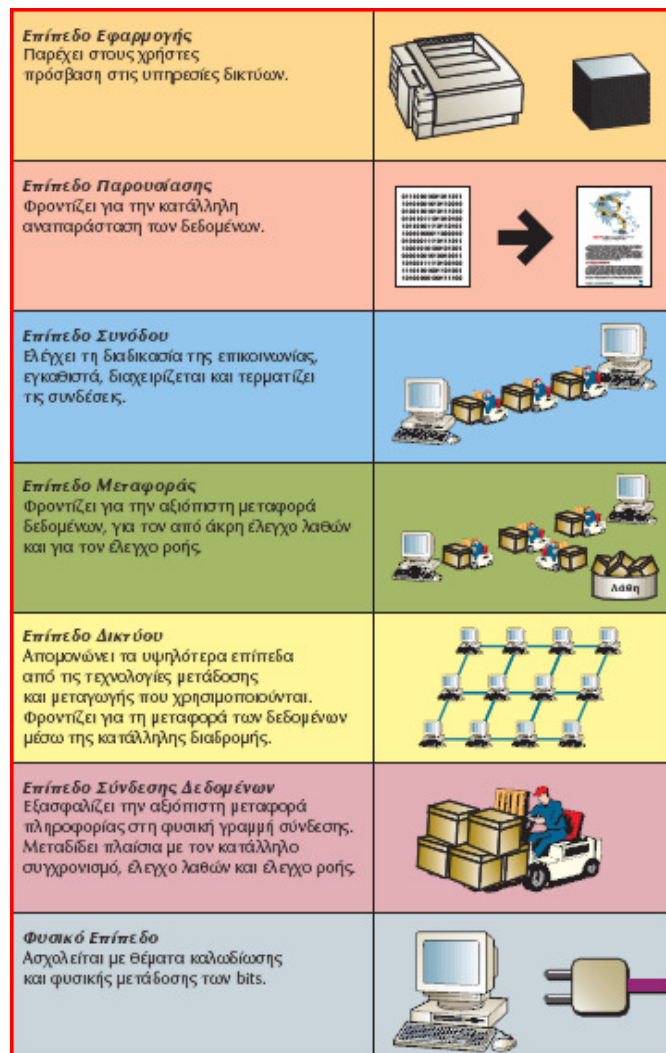 Επίπεδο Εφαρμογής
Παρέχει στους χρήστες
πρόσβαση στις υπηρεσίες δικτύων.
Επίπεδο Παρουσίασης
Φροντίζει για την κατάλληλη
αναπαράσταση των δεδομένων.
Επίπεδο Συνόδου
Ελέγχει τη διαδικασία της επικοινωνίας,
εγκαθιστά, διαχειρίζεται και τερματίζει
τις συνδέσεις.
Επίπεδο Μεταφοράς
Φροντίζει για την αξιόπιστη μεταφορά
δεδομένων, για τον από άκρη έλεγχο λαθών
και για τον έλεγχο ροής.
Λάθη
Επίπεδο Δικτύου
Απομονώνει τα υψηλότερα επίπεδα
από τις τεχνολογίες μετάδοσης
και μεταγωγής που χρησιμοποιούνται.
Φροντίζει για τη μεταφορά των δεδομένων
μέσω της κατάλληλης διαδρομής.
Επίπεδο Σύνδεσης Δεδομένων
Εξασφαλίζει την αξιόπιστη μεταφορά
πληροφορίας στη φυσική γραμμή σύνδεσης.
Μεταδίδει πλαίσια με τον κατάλληλο
συγχρονισμό, έλεγχο λαθών και έλεγχο ροής.
Φυσικό Επίπεδο
Ασχολείται με θέματα καλωδίωσης
και φυσικής μετάδοσης των bits.